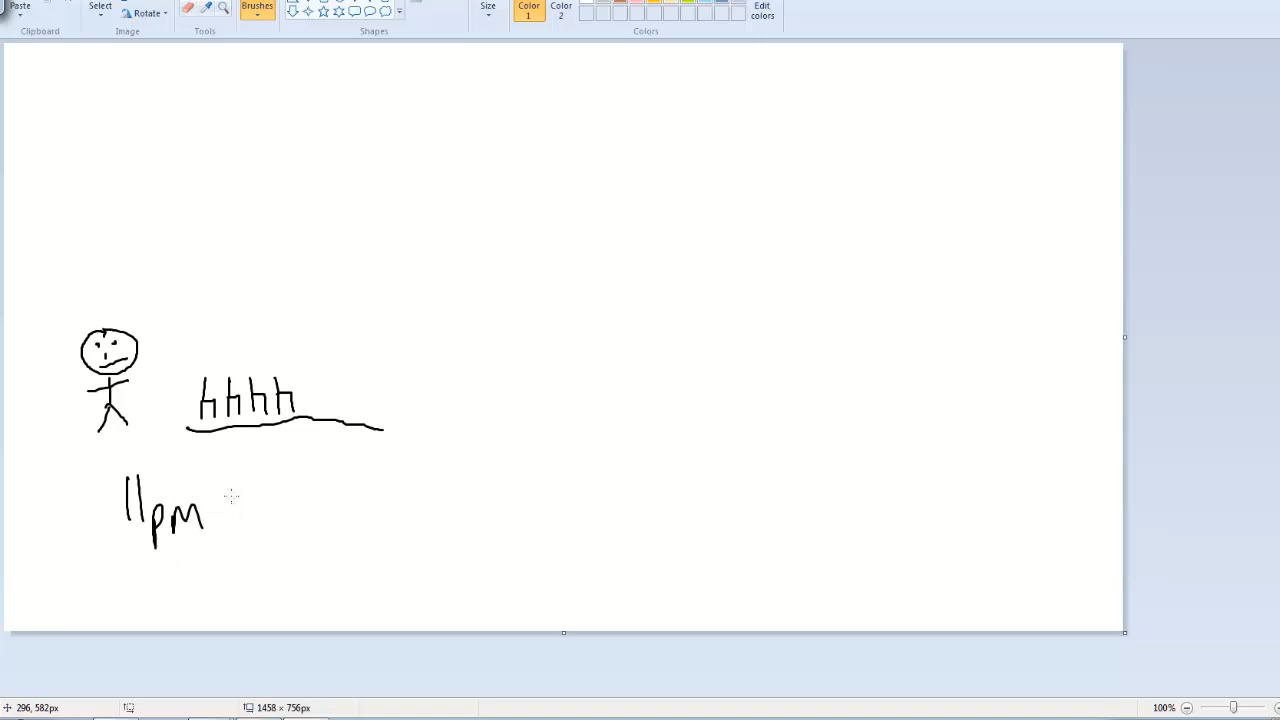 Paste
Select
Rotate
Brushes
Size
Color
1
Color
2
Edit
colors
Clipboard
Image
Tools
Shapes
Colors
11pm
296, 582px
1458 × 756px
100%